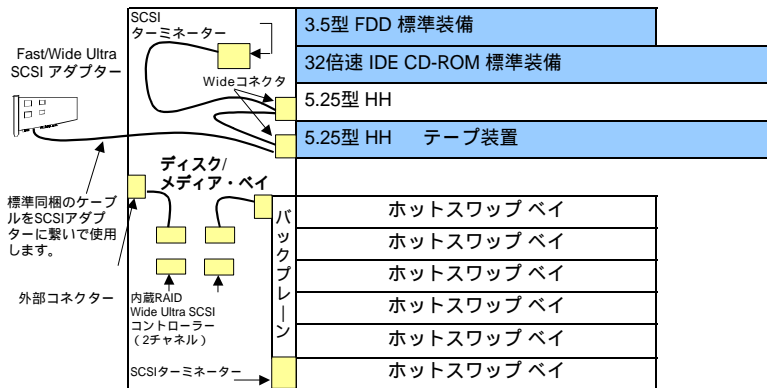 SCSI
ターミネーター
3.5型 FDD 標準装備
Fast/Wide Ultra
SCSI アダプター
32倍速 IDE CD-ROM 標準装備
Wideコネクタ
5.25型 HH
5.25型 HH テープ装置
ディスク/
メディア・ベイ
標準同梱のケーブ
ルをSCSIアダプ
ターに繋いで使用
します。
バックプレーン
ホットスワップ ベイ
ホットスワップ ベイ
ホットスワップ ベイ
ホットスワップ ベイ
ホットスワップ ベイ
ホットスワップ ベイ
外部コネクター
内蔵RAID
Wide Ultra SCSI
コントローラー
(2チャネル)
SCSIターミネーター